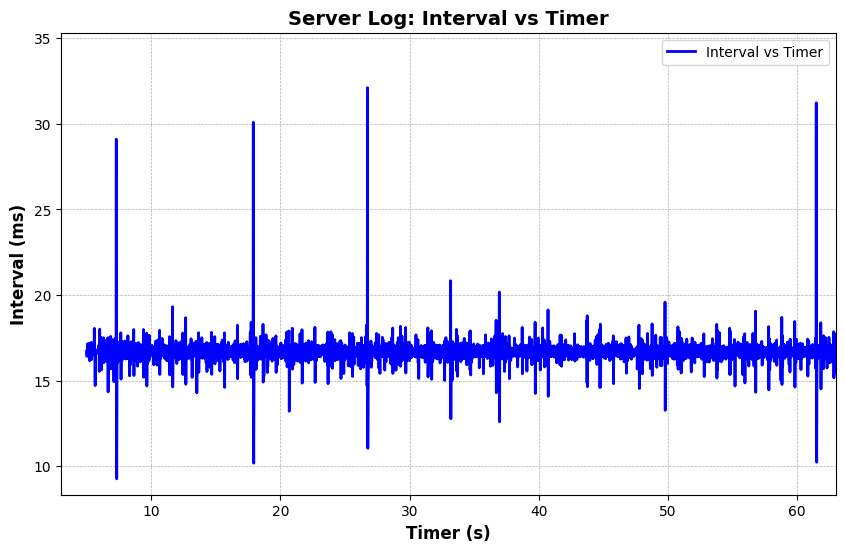 Server Log: Interval vs Timer
Interval vs Timer
35
30
25
20
15
10
Interval (ms)
10 20 30 40 50 60
Timer (s)